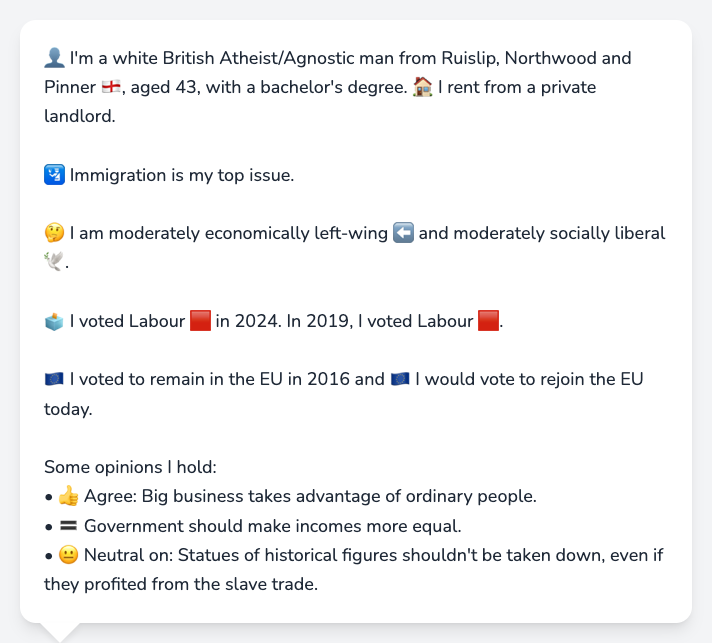 👤 I'm a white British Atheist/Agnostic man from Ruislip, Northwood and
Pinner 🏴󠁧󠁢󠁥󠁮󠁧󠁿, aged 43, with a bachelor's degree. 🏠 I rent from a private
landlord.
🛂 Immigration is my top issue.
🤔 I am moderately economically left-wing ⬅️ and moderately socially liberal
🕊️.
🗳️ I voted Labour 🟥 in 2024. In 2019, I voted Labour 🟥.
🇪🇺 I voted to remain in the EU in 2016 and 🇪🇺 I would vote to rejoin the EU
today.
Some opinions I hold:
• 👍 Agree: Big business takes advantage of ordinary people.
• 🟰 Government should make incomes more equal.
• 😐 Neutral on: Statues of historical figures shouldn't be taken down, even if
they profited from the slave trade.